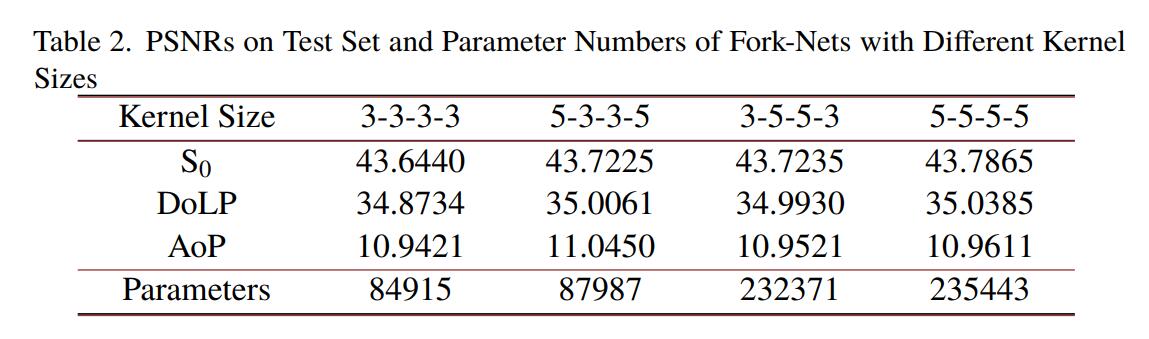 Table 2. PSNRs on Test Set and Parameter Numbers of Fork-Nets with Different Kernel
Sizes
Kernel Size 3-3-3-3 5-3-3-5 3-5-5-3 5-5-5-5
S0 43.6440 43.7225 43.7235 43.7865
DoLP 34.8734 35.0061 34.9930 35.0385
AoP 10.9421 11.0450 10.9521 10.9611
Parameters 84915 87987 232371 235443